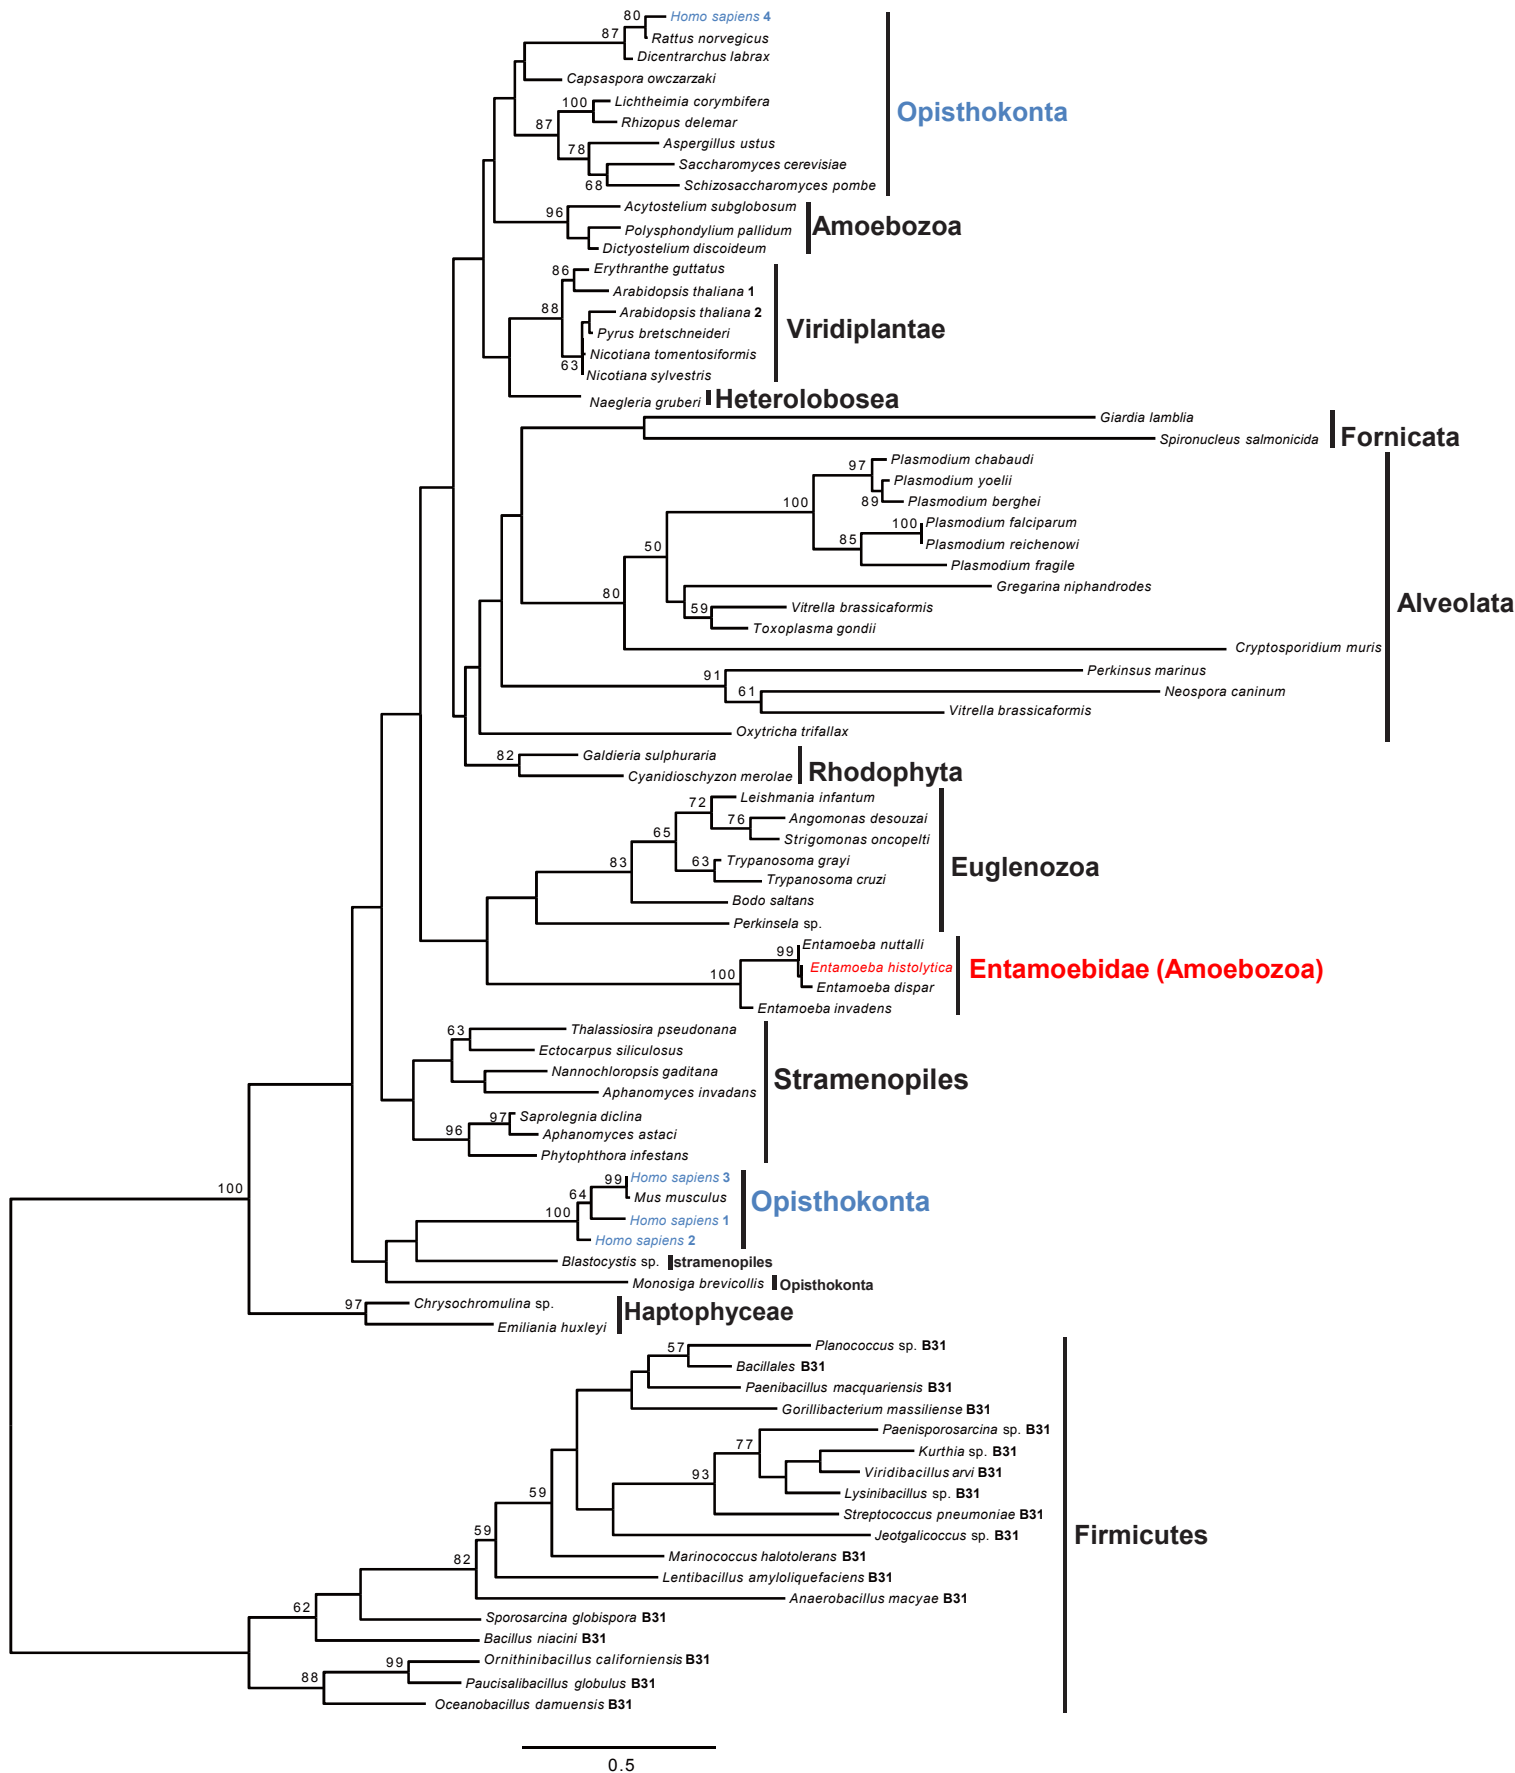 80
Homo sapiens 4
87
Rattus norvegicus
Dicentrarchus labrax
Capsaspora owczarzaki
100
Lichtheimia corymbifera
Opisthokonta
87
Rhizopus delemar
78
Aspergillus ustus
Saccharomyces cerevisiae
68
Schizosaccharomyces pombe
96
Acytostelium subglobosum
Polysphondylium pallidum
Amoebozoa
Dictyostelium discoideum
86
Erythranthe guttatus
Arabidopsis thaliana 1
88
Arabidopsis thaliana 2
Pyrus bretschneideri
Viridiplantae
Nicotiana tomentosiformis
63
Nicotiana sylvestris
Naegleria gruberi
Heterolobosea
Giardia lamblia
Spironucleus salmonicida
Fornicata
97
Plasmodium chabaudi
Plasmodium yoelii
89
Plasmodium berghei
100
100
Plasmodium falciparum
85
Plasmodium reichenowi
50
Plasmodium fragile
Gregarina niphandrodes
80
59
Vitrella brassicaformis
Alveolata
Toxoplasma gondii
Cryptosporidium muris
91
Perkinsus marinus
61
Neospora caninum
Vitrella brassicaformis
Oxytricha trifallax
82
Galdieria sulphuraria
Cyanidioschyzon merolae
Rhodophyta
72
Leishmania infantum
76
Angomonas desouzai
65
Strigomonas oncopelti
83
63
Trypanosoma grayi
Euglenozoa
Trypanosoma cruzi
Bodo saltans
Perkinsela sp.
99
Entamoeba nuttalli
100
Entamoeba histolytica
Entamoebidae (Amoebozoa)
Entamoeba dispar
Entamoeba invadens
63
Thalassiosira pseudonana
Ectocarpus siliculosus
Nannochloropsis gaditana
Stramenopiles
Aphanomyces invadans
97
Saprolegnia diclina
96
Aphanomyces astaci
Phytophthora infestans
100
99
Homo sapiens 3
64
Mus musculus
Opisthokonta
100
Homo sapiens 1
Homo sapiens 2
Blastocystis sp.
stramenopiles
Monosiga brevicollis
Opisthokonta
97
Chrysochromulina sp.
Haptophyceae
Emiliania huxleyi
57
Planococcus sp. B31
Bacillales B31
Paenibacillus macquariensis B31
Gorillibacterium massiliense B31
Paenisporosarcina sp. B31
77
Kurthia sp. B31
93
Viridibacillus arvi B31
59
Lysinibacillus sp. B31
Streptococcus pneumoniae B31
59
Jeotgalicoccus sp. B31
Firmicutes
82
Marinococcus halotolerans B31
Lentibacillus amyloliquefaciens B31
Anaerobacillus macyae B31
62
Sporosarcina globispora B31
Bacillus niacini B31
99
Ornithinibacillus californiensis B31
88
Paucisalibacillus globulus B31
Oceanobacillus damuensis B31
0.5